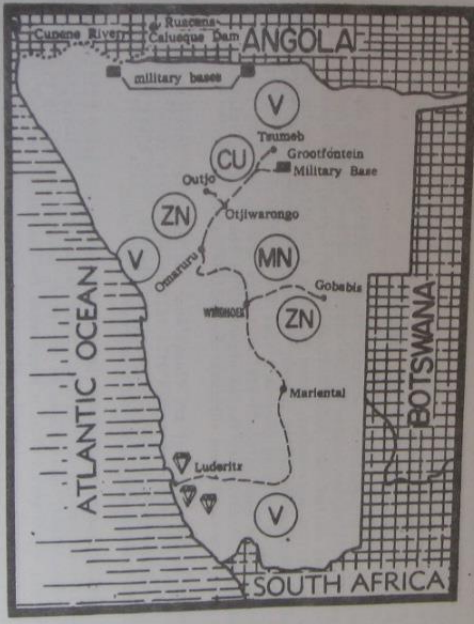 Ruacana
Cunene River
Calueque Dam
ANGOLA
military bases
V
Tsumeb
CU
Grootfontein
Military Base
Outjo
ZN
Otjiwarongo
V
Omaruru
MN
Gobabis
WINDHOEK
ZN
ATLANTIC OCEAN
BOTSWANA
Mariental
Luderitz
V
SOUTH AFRICA